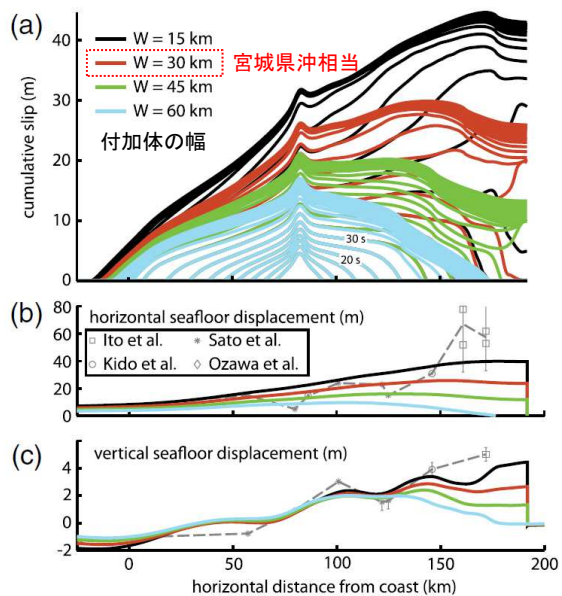 (a)
40
30
20
10
0
cumulative slip (m)
W = 15 km
W = 30 km 宮城県沖相当
W = 45 km
W = 60 km
付加体の幅
30 s
20 s
(b)
80
60
40
20
0
horizontal seafloor displacement (m)
Ito et al. Sato et al.
Kido et al. Ozawa et al.
(c)
vertical seafloor displacement (m)
4
2
0
-2
0 50 100 150 200
horizontal distance from coast (km)